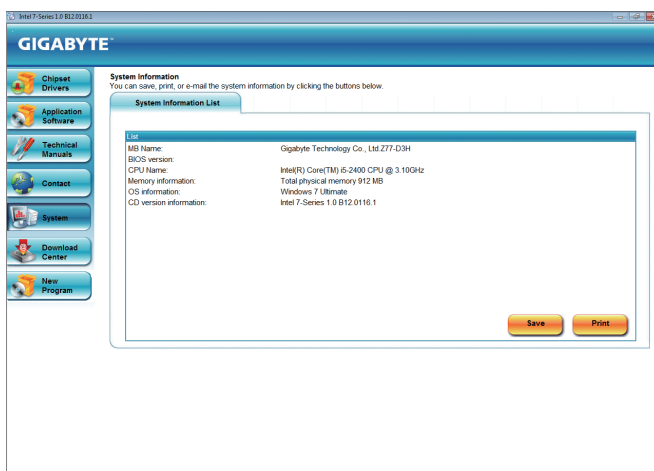 Intel 7-Series 1.0 B12.0116.1
GIGABYTE™
Chipset
Drivers
Application
Software
Technical
Manuals
Contact
System
Download
Center
New
Program
System Information
You can save, print, or e-mail the system information by clicking the buttons below.
System Information List
List
MB Name: Gigabyte Technology Co., Ltd.Z77-D3H
BIOS version:
CPU Name: Intel(R) Core(TM) i5-2400 CPU @ 3.10GHz
Memory information: Total physical memory 912 MB
OS information: Windows 7 Ultimate
CD version information: Intel 7-Series 1.0 B12.0116.1
Save Print